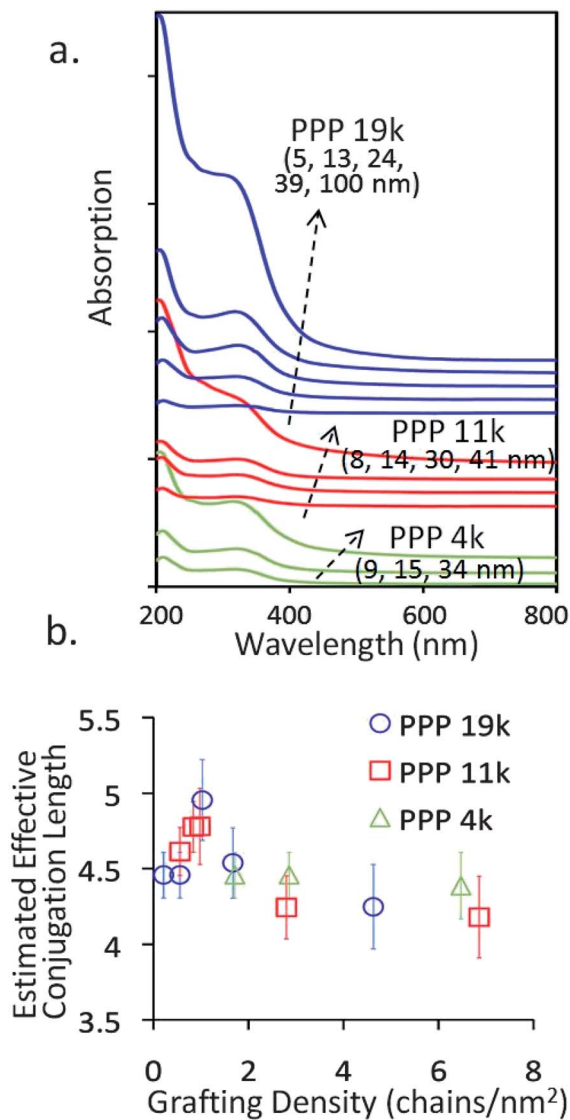 a.
Absorption
PPP 19k
(5, 13, 24,
39, 100 nm)
PPP 11k
(8, 14, 30, 41 nm)
PPP 4k
(9, 15, 34 nm)
200 400 600 800
Wavelength (nm)
b.
Estimated Effective
Conjugation Length
5.5
5
4.5
4
3.5
PPP 19k
PPP 11k
PPP 4k
0 2 4 6 8
Grafting Density (chains/nm²)